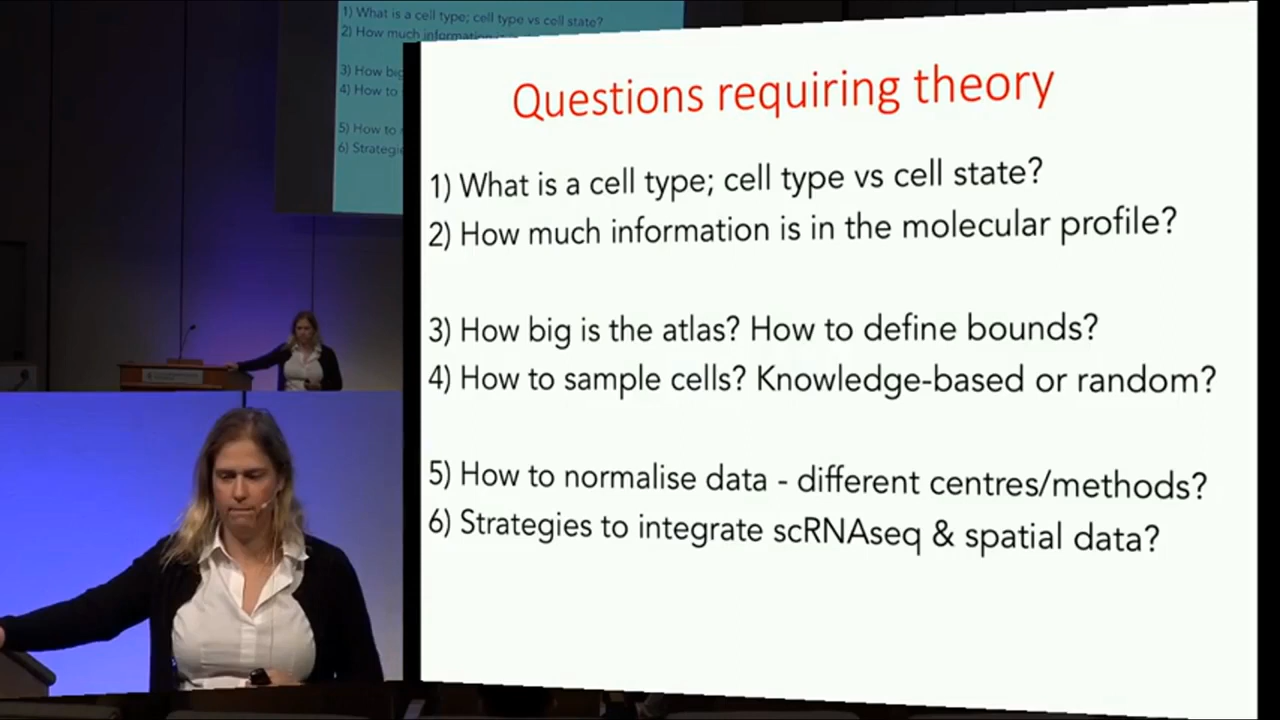 1) What is a cell type; cell type vs cell state?
2) How much information
3) How big
4) How to
5) How to
6) Strategie
Questions requiring theory
1) What is a cell type; cell type vs cell state?
2) How much information is in the molecular profile?
3) How big is the atlas? How to define bounds?
4) How to sample cells? Knowledge-based or random?
5) How to normalise data - different centres/methods?
6) Strategies to integrate scRNAseq & spatial data?